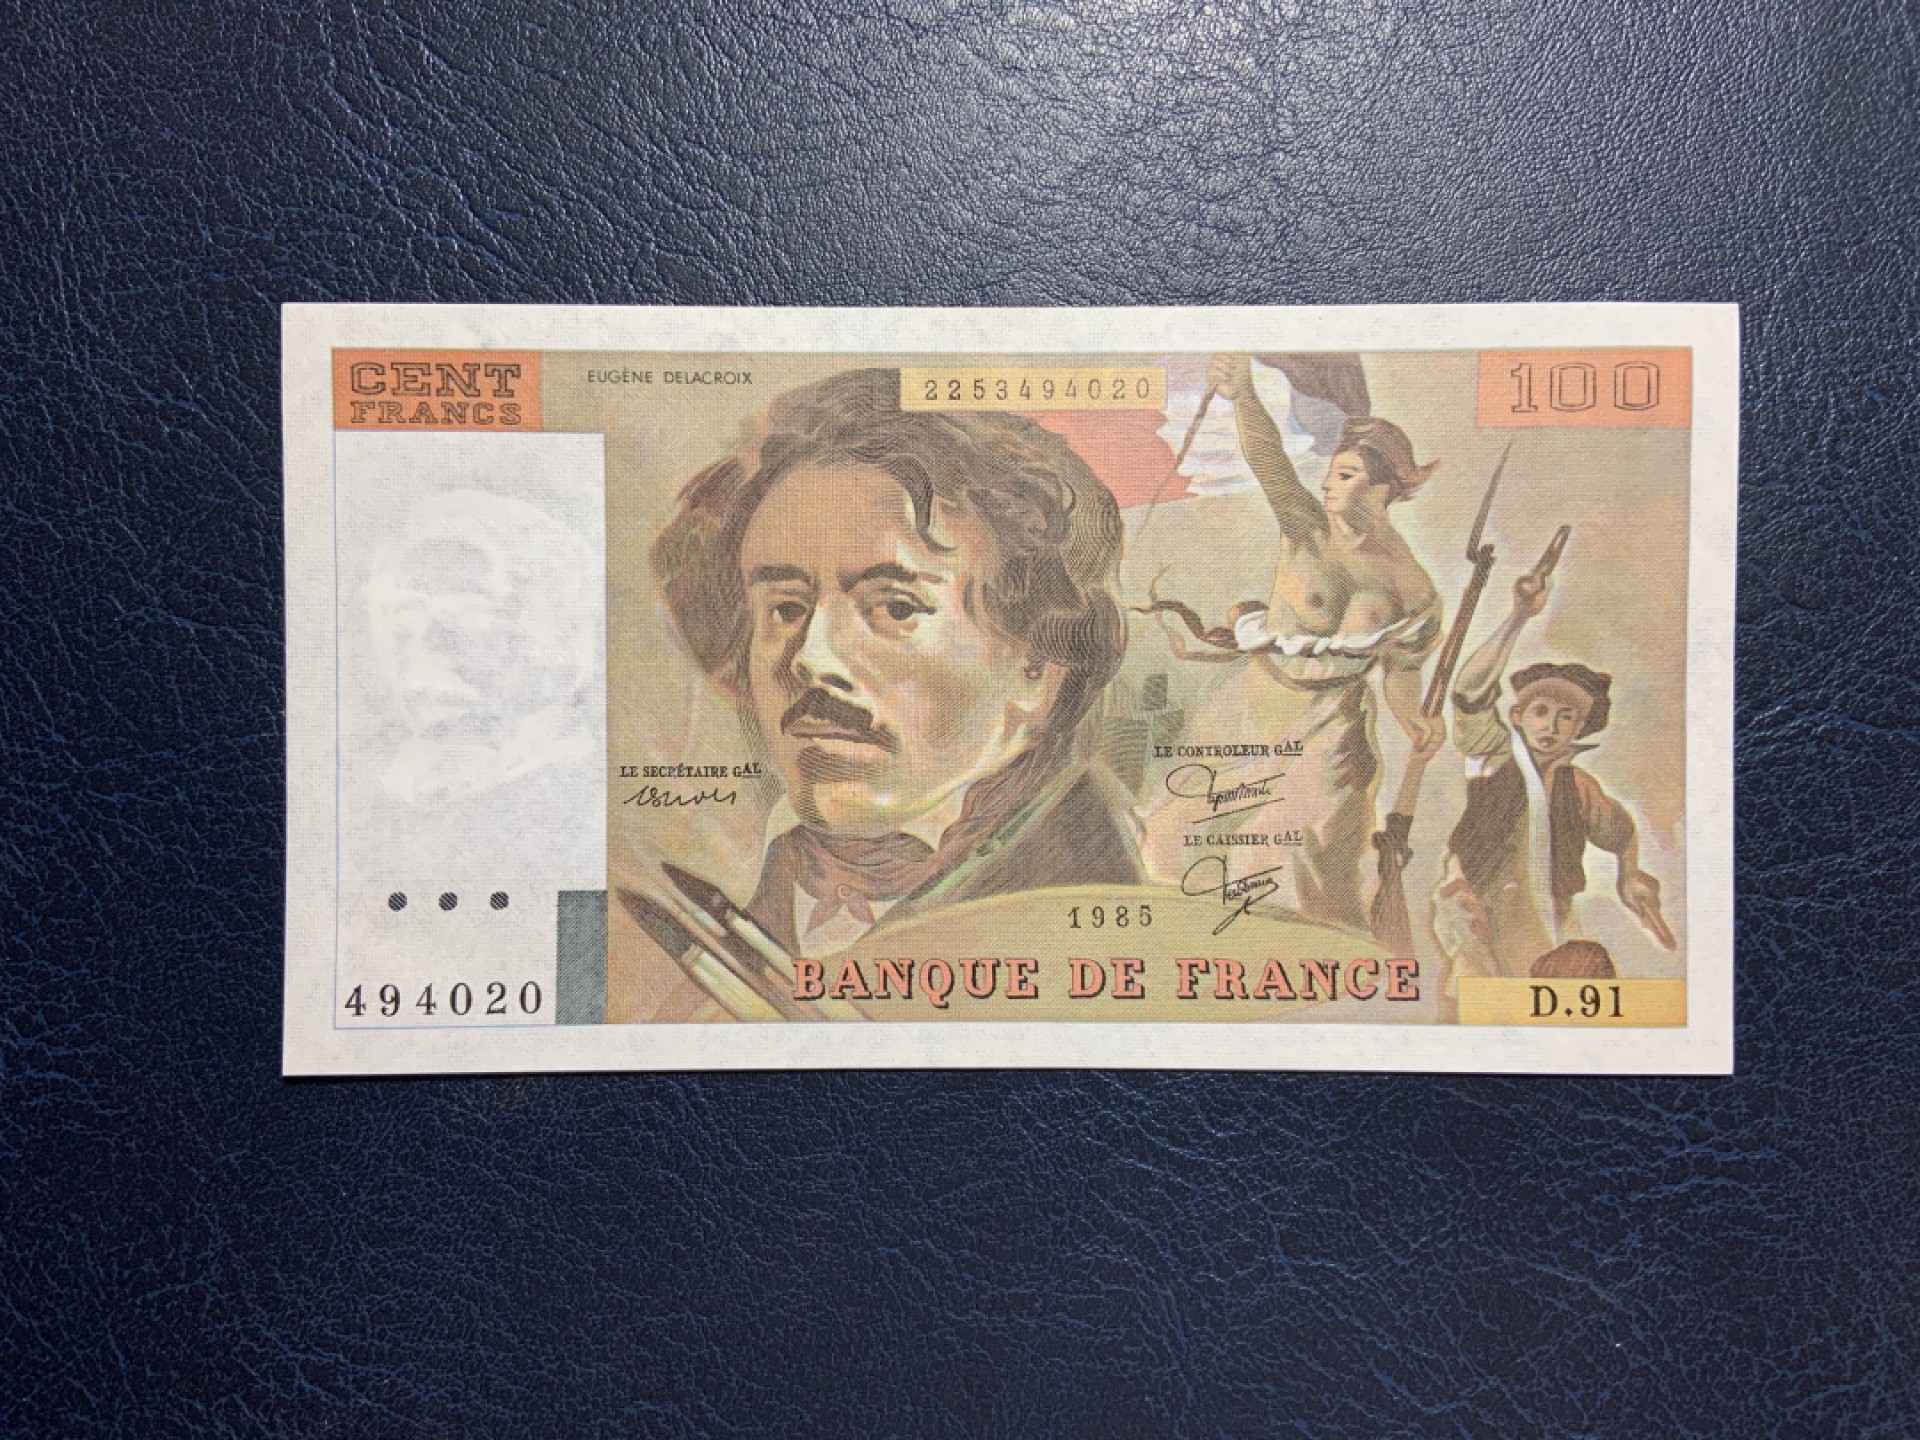 CENT
FRANCS
EUGÈNE DELACROIX
2253494020
100
LE SECRÉTAIRE GAL
LE CONTROLEUR GAL
LE CAISSIER GAL
1985
BANQUE DE FRANCE
494020
D.91